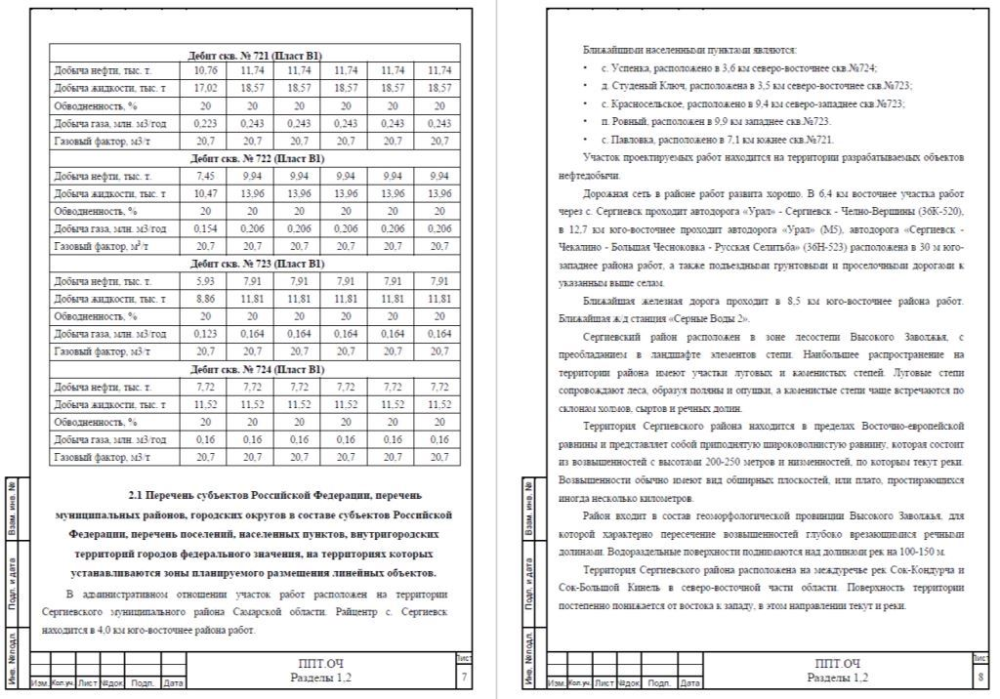 Дебит скв. № 721 (Пласт В1)
Добыча нефти, тыс. т. 10,76 11,74 11,74 11,74 11,74 11,74
Добыча жидкости, тыс. т 17,02 18,57 18,57 18,57 18,57 18,57
Обводненность, % 20 20 20 20 20 20
Добыча газа, млн. м3/год 0,223 0,243 0,243 0,243 0,243 0,243
Газовый фактор, м3/т 20,7 20,7 20,7 20,7 20,7 20,7
Дебит скв. № 722 (Пласт В1)
Добыча нефти, тыс. т. 7,45 9,94 9,94 9,94 9,94 9,94
Добыча жидкости, тыс. т 10,47 13,96 13,96 13,96 13,96 13,96
Обводненность, % 20 20 20 20 20 20
Добыча газа, млн. м3/год 0,154 0,206 0,206 0,206 0,206 0,206
Газовый фактор, м³/т 20,7 20,7 20,7 20,7 20,7 20,7
Дебит скв. № 723 (Пласт В1)
Добыча нефти, тыс. т. 5,93 7,91 7,91 7,91 7,91 7,91
Добыча жидкости, тыс. т 8,86 11,81 11,81 11,81 11,81 11,81
Обводненность, % 20 20 20 20 20 20
Добыча газа, млн. м3/год 0,123 0,164 0,164 0,164 0,164 0,164
Газовый фактор, м3/т 20,7 20,7 20,7 20,7 20,7 20,7
Дебит скв. № 724 (Пласт В1)
Добыча нефти, тыс. т. 7,72 7,72 7,72 7,72 7,72 7,72
Добыча жидкости, тыс. т 11,52 11,52 11,52 11,52 11,52 11,52
Обводненность, % 20 20 20 20 20 20
Добыча газа, млн. м3/год 0,16 0,16 0,16 0,16 0,16 0,16
Газовый фактор, м3/т 20,7 20,7 20,7 20,7 20,7 20,7
2.1 Перечень субъектов Российской Федерации, перечень
муниципальных районов, городских округов в составе субъектов Российской
Федерации, перечень поселений, населенных пунктов, внутригородских
территорий городов федерального значения, на территориях которых
устанавливаются зоны планируемого размещения линейных объектов.
В административном отношении участок работ расположен на территории
Сергиевского муниципального района Самарской области. Райцентр с. Сергиевск
находится в 4,0 км юго-восточнее района работ.
Взам. инв. №
Подп. и дата
Инв. №подл.
Изм. Кол.уч. Лист №док Подп. Дата
ППТ.ОЧ
Разделы 1,2
Лист
7
Ближайшими населенными пунктами являются:
• с. Успенка, расположено в 3,6 км северо-восточнее скв.№724;
• д. Студеный Ключ, расположена в 3,5 км северо-восточнее скв.№723;
• с. Красносельское, расположено в 9,4 км северо-западнее скв.№723;
• п. Ровный, расположен в 9,9 км западнее скв.№723.
• с. Павловка, расположено в 7,1 км южнее скв.№721.
Участок проектируемых работ находится на территории разрабатываемых объектов
нефтедобычи.
Дорожная сеть в районе работ развита хорошо. В 6,4 км восточнее участка работ
через с. Сергиевск проходит автодорога «Урал» - Сергиевск - Челно-Вершины (36К-520),
в 12,7 км юго-восточнее проходит автодорога «Урал» (М5), автодорога «Сергиевск -
Чекалино - Большая Чесноковка - Русская Селитьба» (36Н-523) расположена в 30 м юго-
западнее района работ, а также подъездными грунтовыми и проселочными дорогами к
указанным выше селам.
Ближайшая железная дорога проходит в 8,5 км юго-восточнее района работ.
Ближайшая ж/д станция «Серные Воды 2».
Сергиевский район расположен в зоне лесостепи Высокого Заволжья, с
преобладанием в ландшафте элементов степи. Наибольшее распространение на
территории района имеют участки луговых и каменистых степей. Луговые степи
сопровождают леса, образуя поляны и опушки, а каменистые степи чаще встречаются по
склонам холмов, сыртов и речных долин.
Территория Сергиевского района находится в пределах Восточно-европейской
равнины и представляет собой приподнятую широковолнистую равнину, которая состоит
из возвышенностей с высотами 200-250 метров и низменностей, по которым текут реки.
Возвышенности обычно имеют вид обширных плоскостей, или плато, простирающихся
иногда несколько километров.
Район входит в состав геоморфологической провинции Высокого Заволжья, для
которой характерно пересечение возвышенностей глубоко врезающимися речными
долинами. Водораздельные поверхности поднимаются над долинами рек на 100-150 м.
Территория Сергиевского района расположена на междуречье рек Сок-Кондурча и
Сок-Большой Кинель в северо-восточной части области. Поверхность территории
постепенно понижается от востока к западу, в этом направлении текут и реки.
Взам. инв. №
Подп. и дата
Инв. №подл.
Изм. Кол.уч. Лист №док Подп. Дата
ППТ.ОЧ
Разделы 1,2
Лист
8